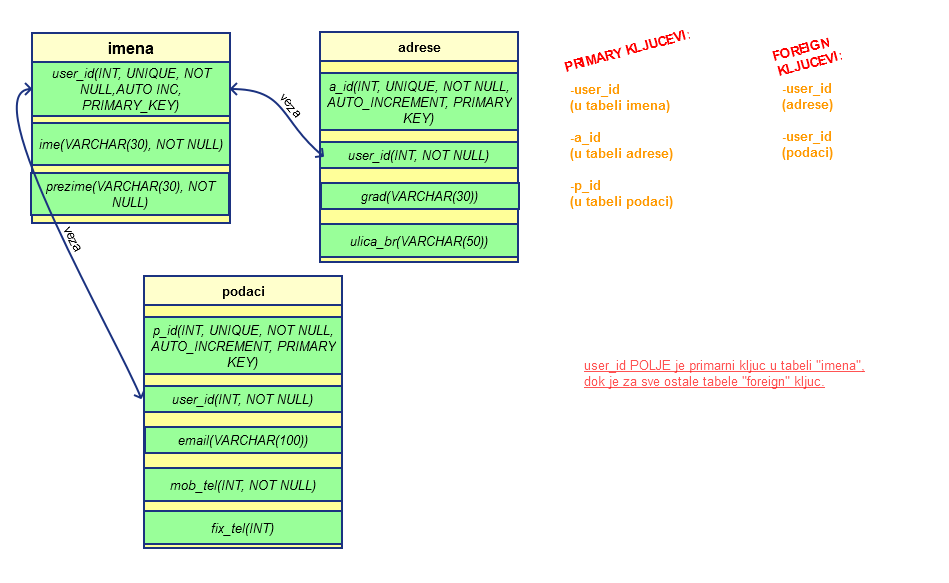 imena
user_id(INT, UNIQUE, NOT
NULL,AUTO INC,
PRIMARY_KEY)
ime(VARCHAR(30), NOT NULL)
prezime(VARCHAR(30), NOT
NULL)
veza
veza
adrese
a_id(INT, UNIQUE, NOT NULL,
AUTO_INCREMENT, PRIMARY
KEY)
user_id(INT, NOT NULL)
grad(VARCHAR(30))
ulica_br(VARCHAR(50))
podaci
p_id(INT, UNIQUE, NOT NULL,
AUTO_INCREMENT, PRIMARY
KEY)
user_id(INT, NOT NULL)
email(VARCHAR(100))
mob_tel(INT, NOT NULL)
fix_tel(INT)
PRIMARY KLJUCEVI:
-user_id
(u tabeli imena)
-a_id
(u tabeli adrese)
-p_id
(u tabeli podaci)
FOREIGN
KLJUCEVI:
-user_id
(adrese)
-user_id
(podaci)
user_id POLJE je primarni kljuc u tabeli "imena",
dok je za sve ostale tabele "foreign" kljuc.